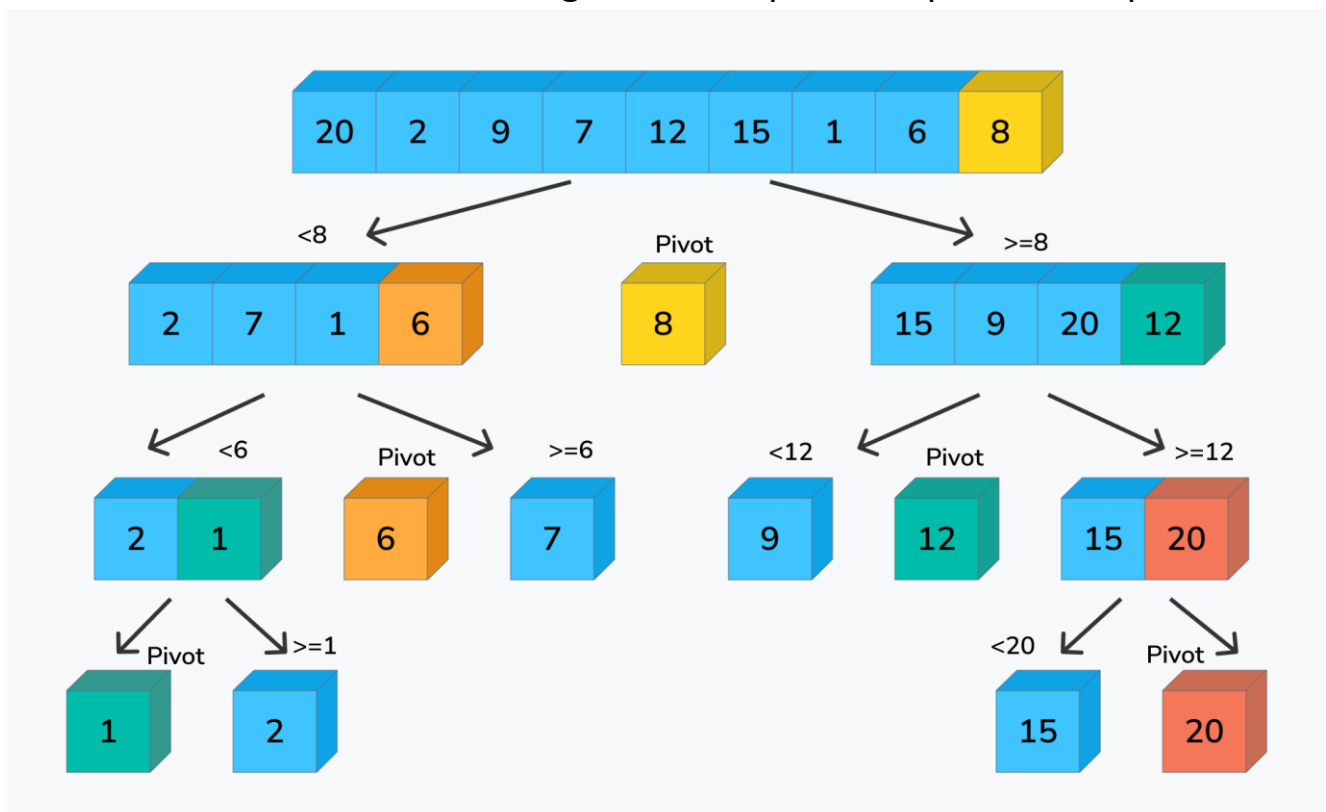 20 2 9 7 12 15 1 6 8
<8 Pivot >=8
2 7 1 6 8 15 9 20 12
<6 Pivot >=6 <12 Pivot >=12
2 1 6 7 9 12 15 20
Pivot >=1 <20 Pivot
1 2 15 20